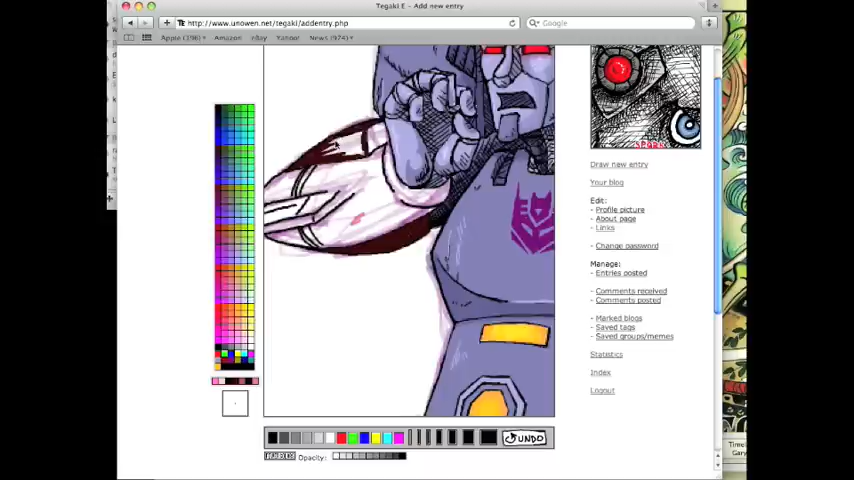 Tegaki E – Add new entry
http://www.unowen.net/tegaki/addentry.php
Google
Apple (398)▾ Amazon eBay Yahoo! News (974)▾
Draw new entry
Your blog
Edit:
- Profile picture
- About page
- Links
- Change password
Manage:
- Entries posted
- Comments received
- Comments posted
- Marked blogs
- Saved tags
- Saved groups/memes
Statistics
Index
Logout
UNDO
Opacity:
Timel
Gary